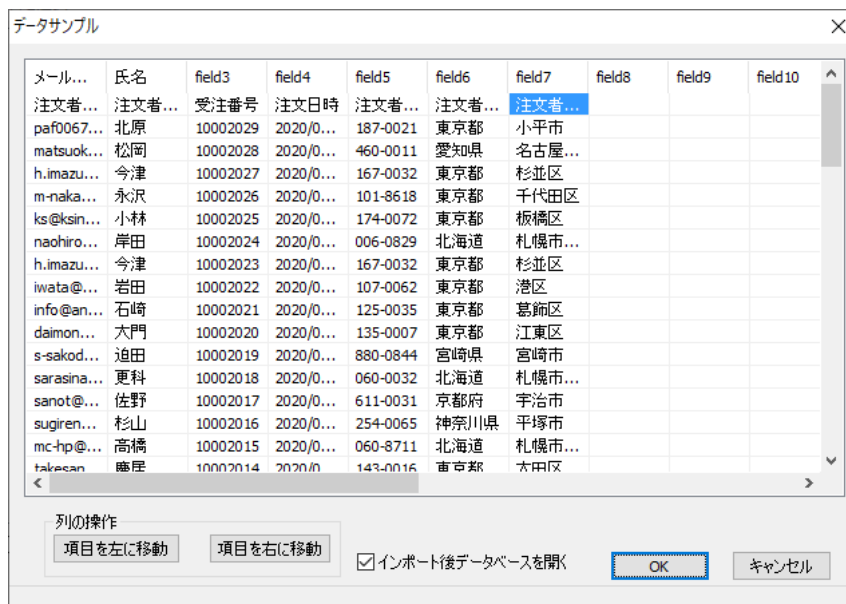 データサンプル
メール... 氏名 field3 field4 field5 field6 field7 field8 field9 field10
注文者... 注文者... 受注番号 注文日時 注文者... 注文者... 注文者...
paf0067... 北原 10002029 2020/0... 187-0021 東京都 小平市
matsuok... 松岡 10002028 2020/0... 460-0011 愛知県 名古屋...
h.imazu... 今津 10002027 2020/0... 167-0032 東京都 杉並区
m-naka... 永沢 10002026 2020/0... 101-8618 東京都 千代田区
ks@ksin... 小林 10002025 2020/0... 174-0072 東京都 板橋区
naohiro... 岸田 10002024 2020/0... 006-0829 北海道 札幌市...
h.imazu... 今津 10002023 2020/0... 167-0032 東京都 杉並区
iwata@... 岩田 10002022 2020/0... 107-0062 東京都 港区
info@an... 石崎 10002021 2020/0... 125-0035 東京都 葛飾区
daimon... 大門 10002020 2020/0... 135-0007 東京都 江東区
s-sakod... 迫田 10002019 2020/0... 880-0844 宮崎県 宮崎市
sarasina... 更科 10002018 2020/0... 060-0032 北海道 札幌市...
sanot@... 佐野 10002017 2020/0... 611-0031 京都府 宇治市
sugiren... 杉山 10002016 2020/0... 254-0065 神奈川県 平塚市
mc-hp@... 高橋 10002015 2020/0... 060-8711 北海道 札幌市...
takesan... 慶居 10002014 2020/0... 143-0016 東京都 大田区
列の操作
項目を左に移動 項目を右に移動 インポート後データベースを開く OK キャンセル